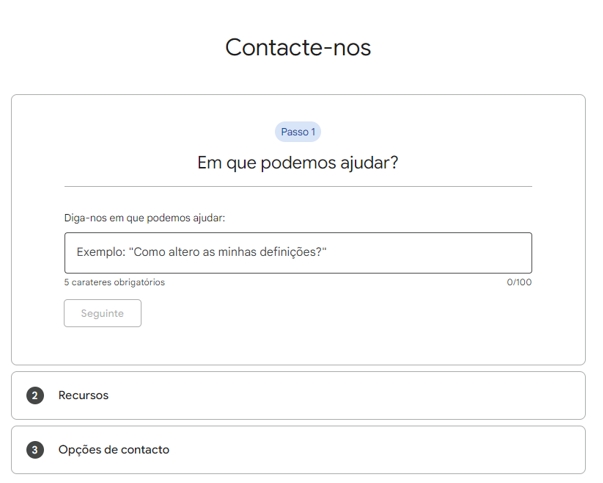 Contacte-nos
Passo 1
Em que podemos ajudar?
Diga-nos em que podemos ajudar:
Exemplo: "Como altero as minhas definições?"
5 carateres obrigatórios
0/100
Seguinte
2 Recursos
3 Opções de contacto